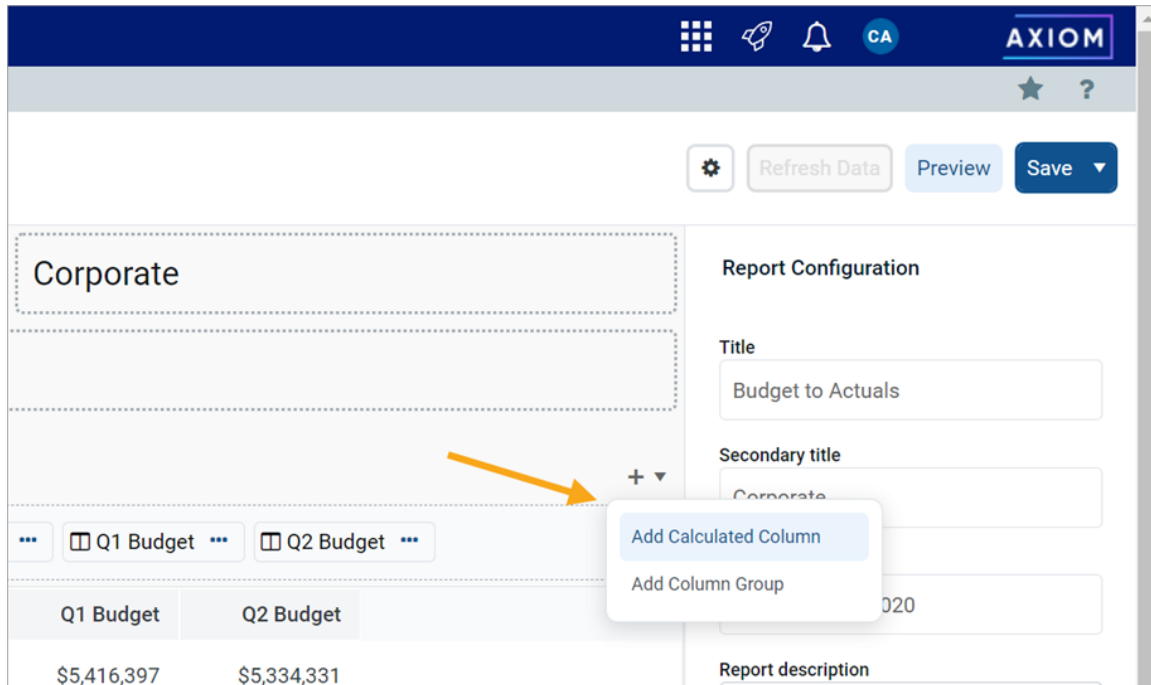 CA
AXIOM
?
Refresh Data
Preview
Save
Corporate
Report Configuration
Title
Budget to Actuals
Secondary title
Corporate
Add Calculated Column
Add Column Group
Q1 Budget
Q2 Budget
020
Q1 Budget
Q2 Budget
$5,416,397
$5,334,331
Report description